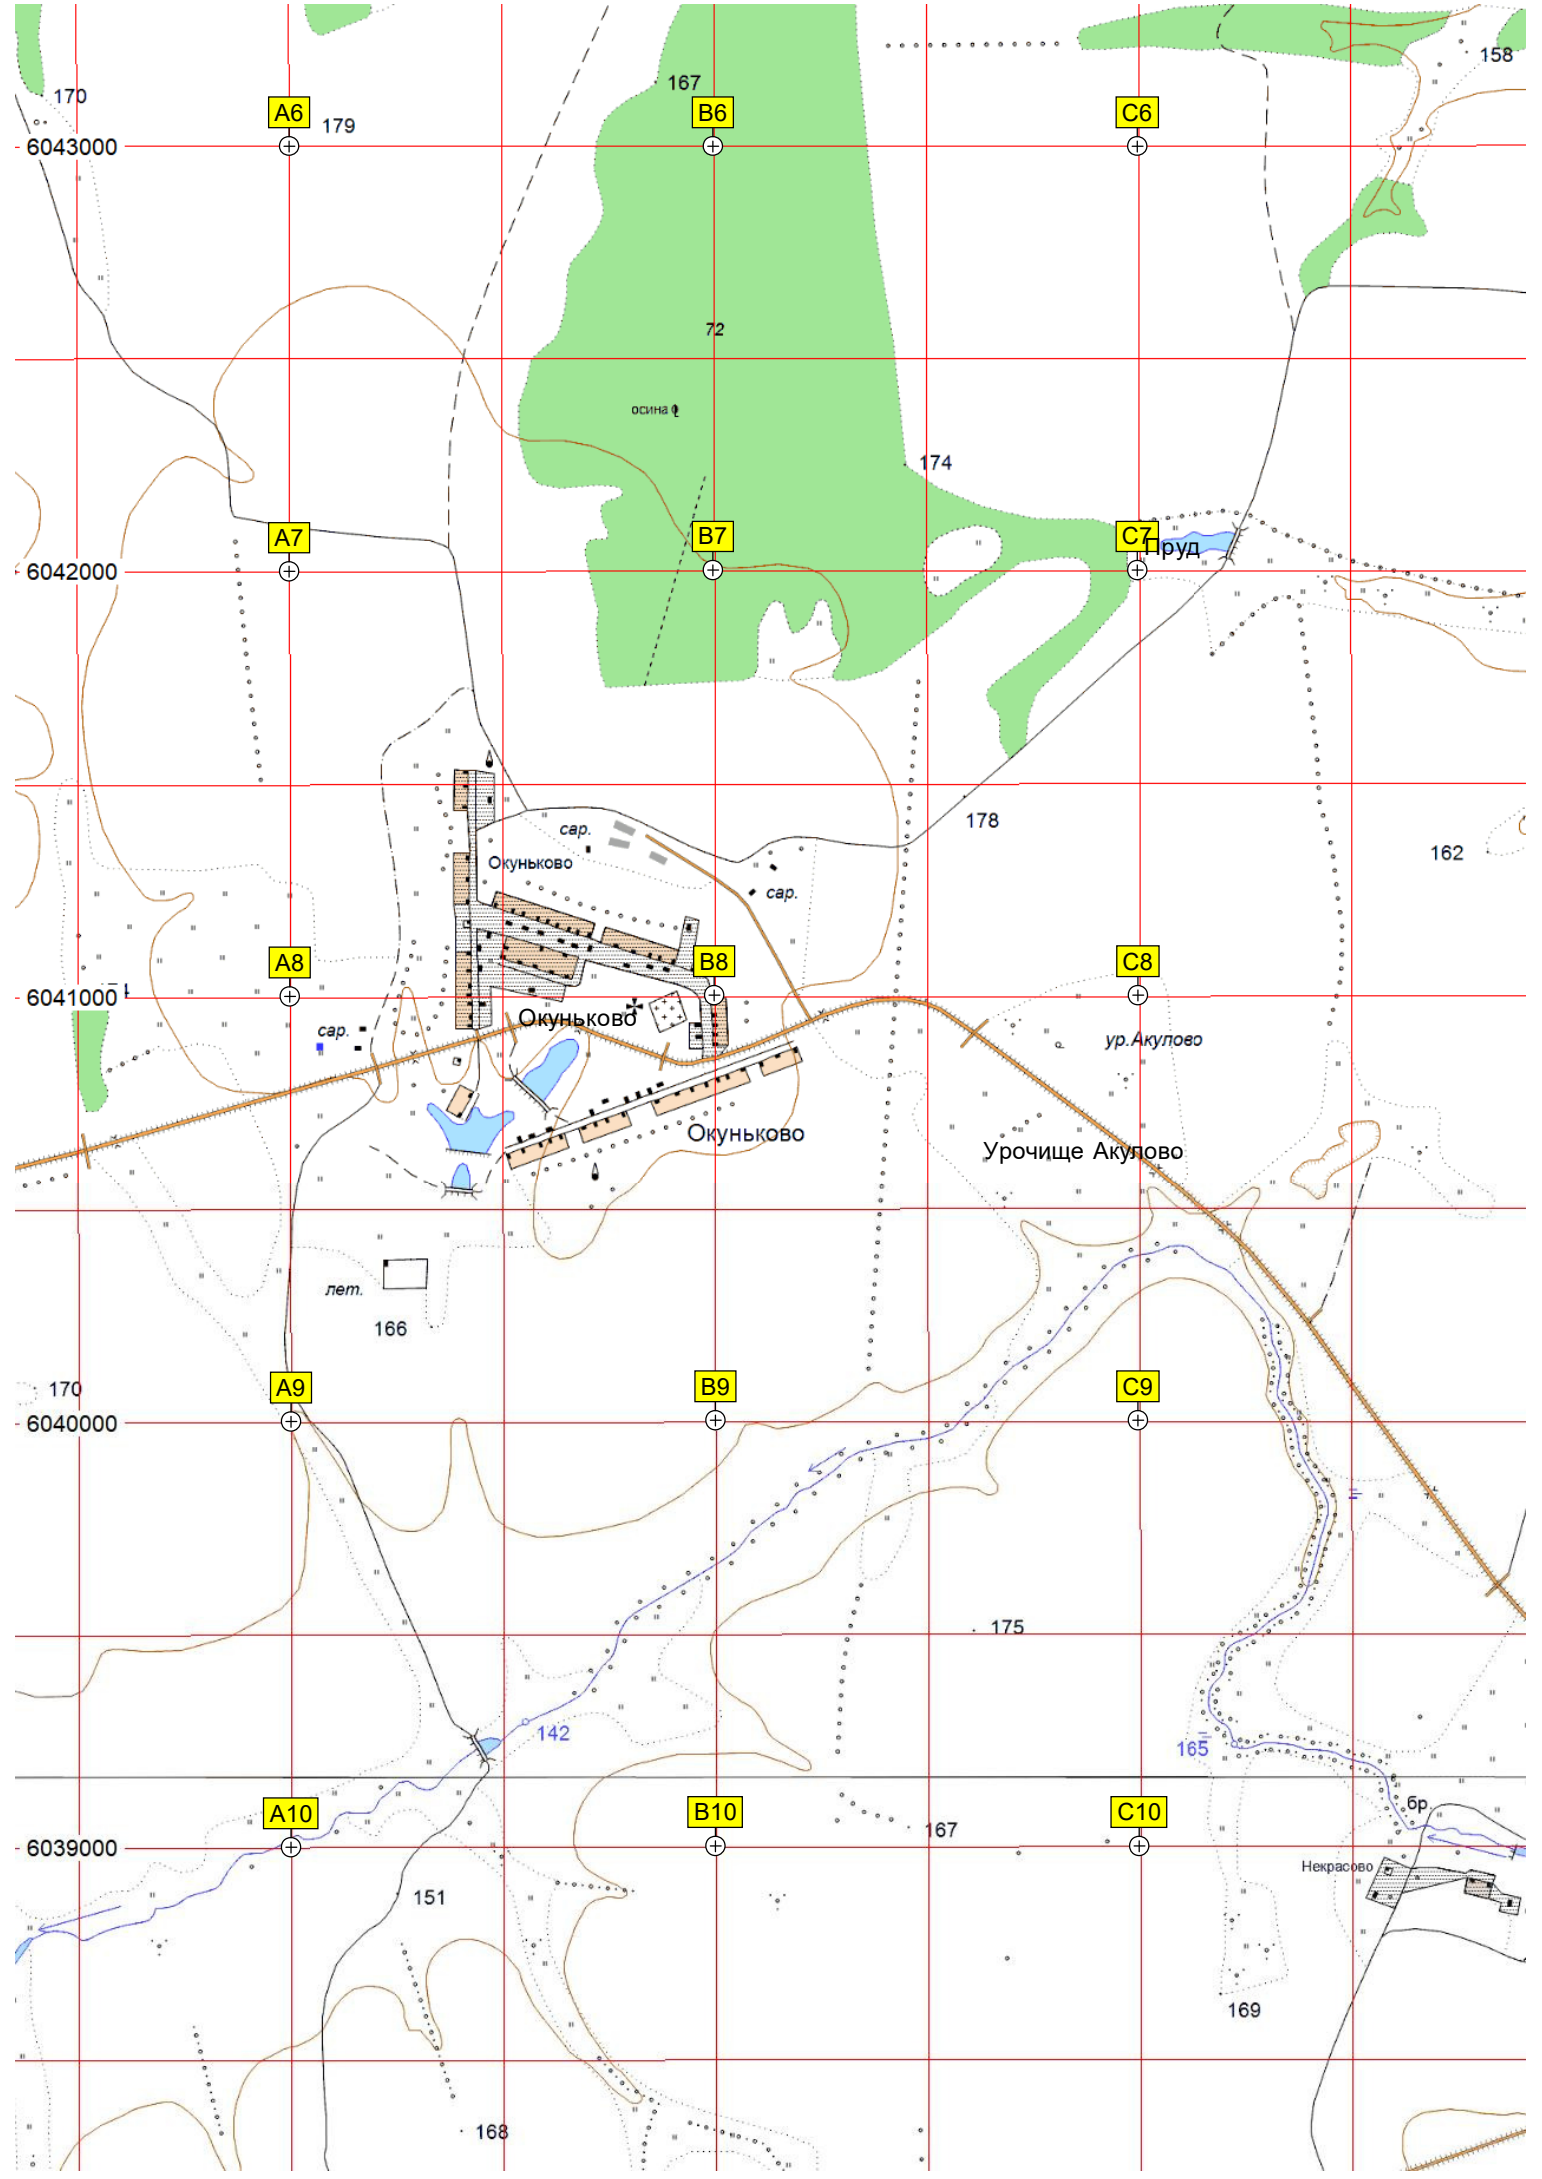 158
167
170
A6
B6
C6
179
6043000
72
осина
174
A7
B7
C7
Пруд
6042000
178
сар.
162
Окуньково
сар.
A8
B8
C8
6041000
сар.
Окуньково
ур.Акулово
Окуньково
Урочище Акулово
лет.
166
170
A9
B9
C9
6040000
175
142
165
A10
B10
C10
бр.
167
6039000
Некрасово
151
169
168